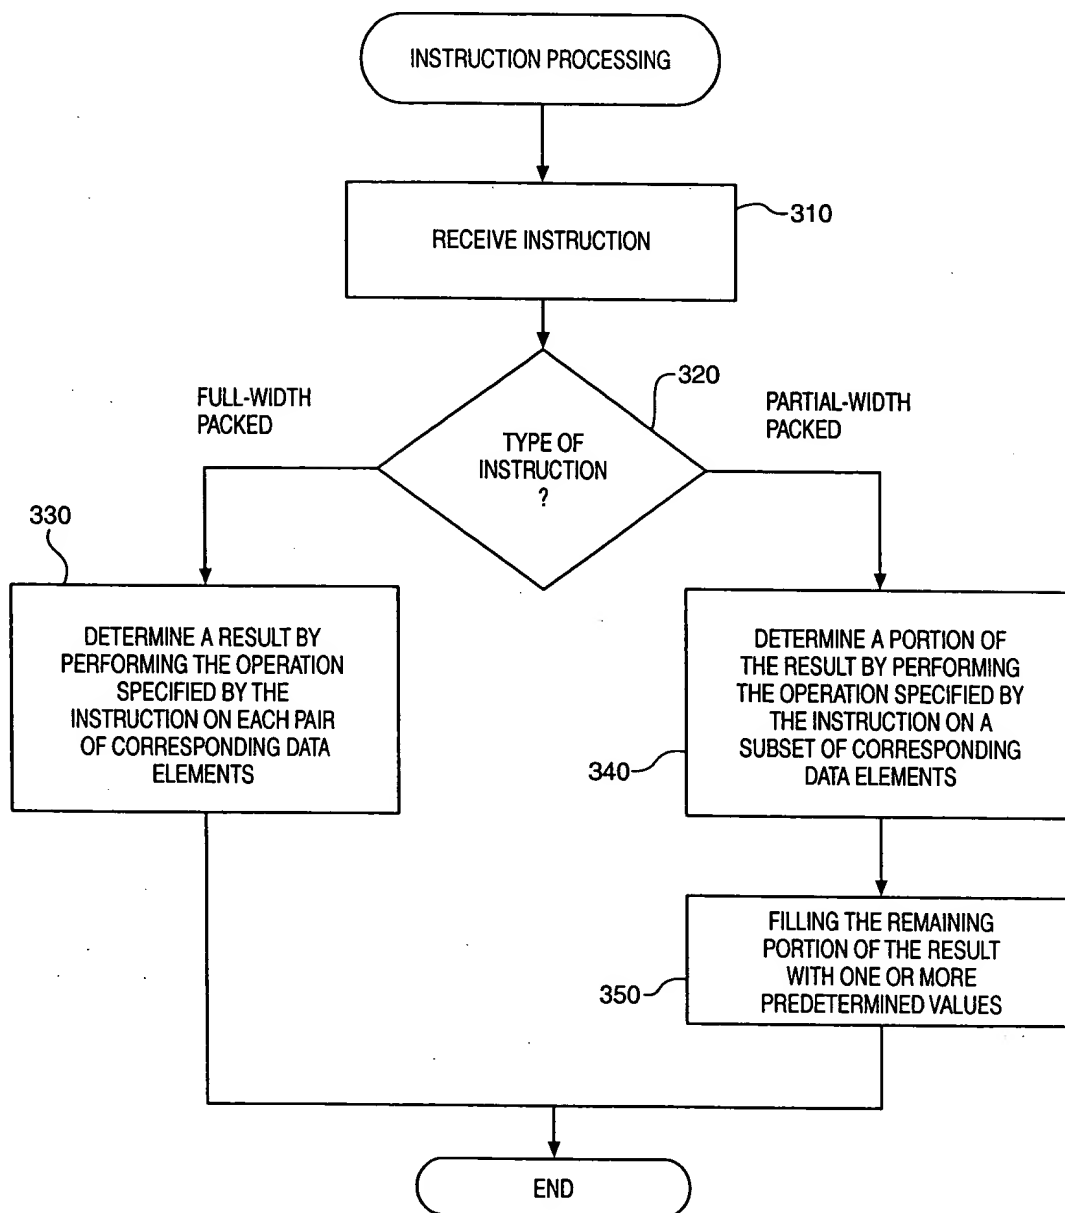 INSTRUCTION PROCESSING
RECEIVE INSTRUCTION
310
320
FULL-WIDTH
PACKED
TYPE OF
INSTRUCTION
?
PARTIAL-WIDTH
PACKED
330
DETERMINE A RESULT BY
PERFORMING THE OPERATION
SPECIFIED BY THE
INSTRUCTION ON EACH PAIR
OF CORRESPONDING DATA
ELEMENTS
DETERMINE A PORTION OF
THE RESULT BY PERFORMING
THE OPERATION SPECIFIED BY
THE INSTRUCTION ON A
SUBSET OF CORRESPONDING
DATA ELEMENTS
340
FILLING THE REMAINING
PORTION OF THE RESULT
WITH ONE OR MORE
PREDETERMINED VALUES
350
END